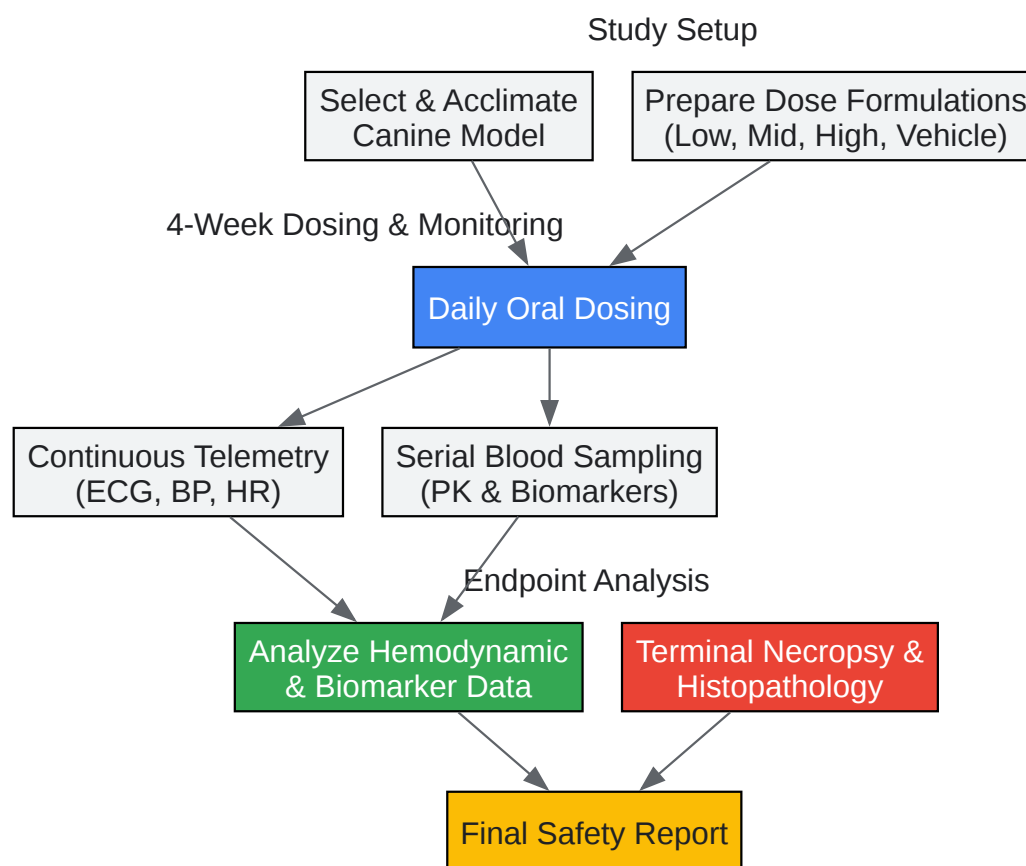 Study Setup
Select & Acclimate
Canine Model
Prepare Dose Formulations
(Low, Mid, High, Vehicle)
4-Week Dosing & Monitoring
Daily Oral Dosing
Continuous Telemetry
(ECG, BP, HR)
Serial Blood Sampling
(PK & Biomarkers)
Endpoint Analysis
Analyze Hemodynamic
& Biomarker Data
Terminal Necropsy &
Histopathology
Final Safety Report